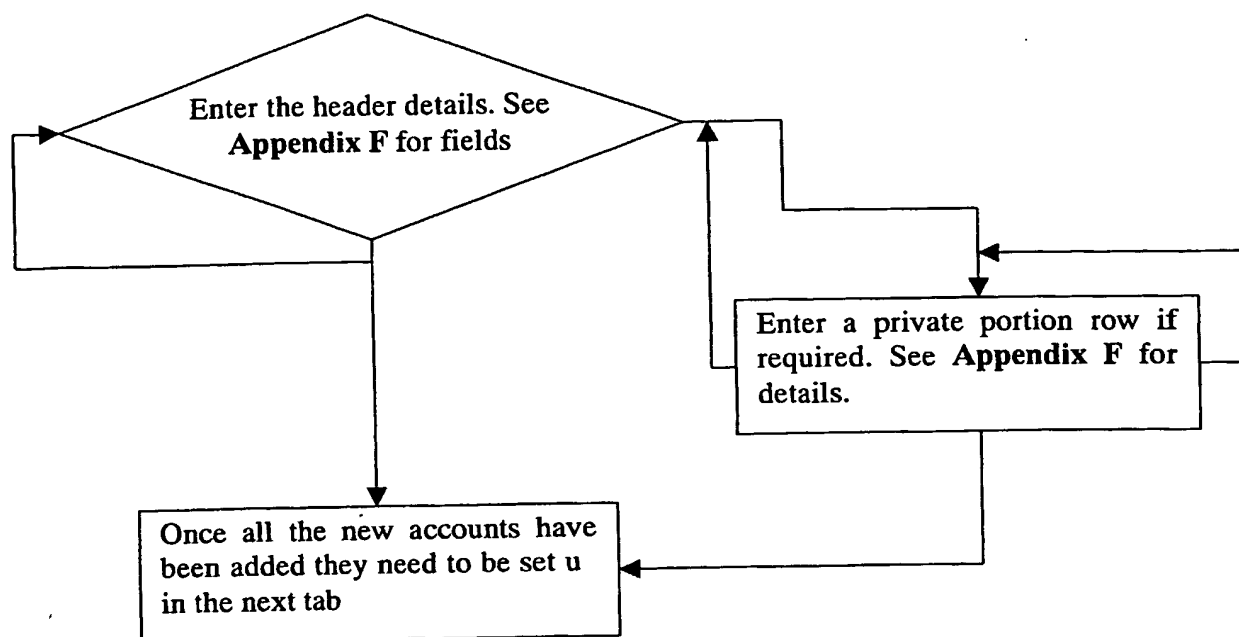 Enter the header details. See
Appendix F for fields
Enter a private portion row if
required. See Appendix F for
details.
Once all the new accounts have
been added they need to be set u
in the next tab